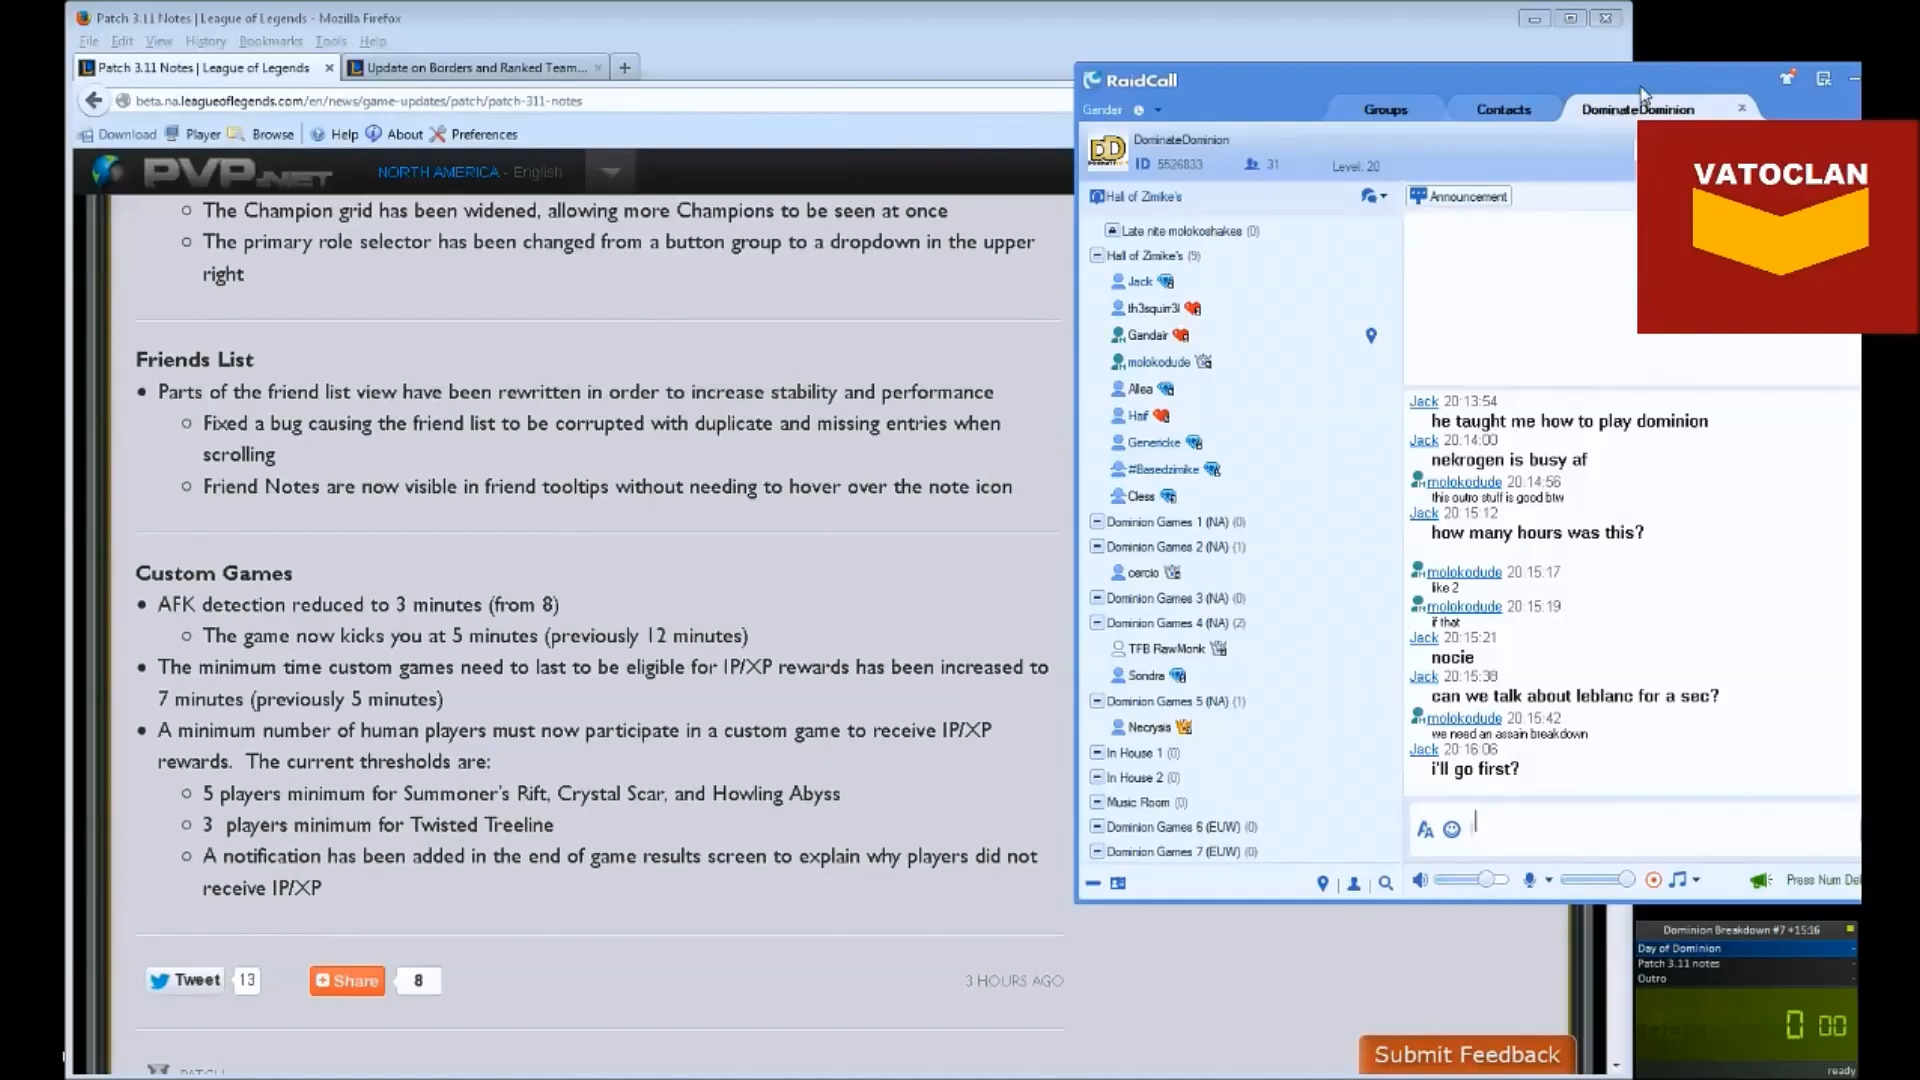 Patch 3.11 Notes | League of Legends - Mozilla Firefox
File Edit View History Bookmarks Tools Help
Patch 3.11 Notes | League of Legends
Update on Borders and Ranked Team...
beta.na.leagueoflegends.com/en/news/game-updates/patch/patch-311-notes
Download Player Browse Help About Preferences
PVP.NET
NORTH AMERICA - English
The Champion grid has been widened, allowing more Champions to be seen at once
The primary role selector has been changed from a button group to a dropdown in the upper
right
Friends List
Parts of the friend list view have been rewritten in order to increase stability and performance
Fixed a bug causing the friend list to be corrupted with duplicate and missing entries when
scrolling
Friend Notes are now visible in friend tooltips without needing to hover over the note icon
Custom Games
AFK detection reduced to 3 minutes (from 8)
The game now kicks you at 5 minutes (previously 12 minutes)
The minimum time custom games need to last to be eligible for IP/XP rewards has been increased to
7 minutes (previously 5 minutes)
A minimum number of human players must now participate in a custom game to receive IP/XP
rewards. The current thresholds are:
5 players minimum for Summoner's Rift, Crystal Scar, and Howling Abyss
3 players minimum for Twisted Treeline
A notification has been added in the end of game results screen to explain why players did not
receive IP/XP
Tweet 13
Share 8
3 HOURS AGO
PATCH
Submit Feedback
RaidCall
Gandair
Groups
Contacts
DominateDominion
DominateDominion
ID 5526833
31
Level. 20
Hall of Zimike's
Announcement
Late nite molokoshakes (0)
Hall of Zimike's (9)
Jack
th3squirr3l
Gandair
molokodude
Allea
Haf
Genericke
#Basedzimike
Cless
Dominion Games 1 (NA) (0)
Dominion Games 2 (NA) (1)
cercio
Dominion Games 3 (NA) (0)
Dominion Games 4 (NA) (2)
TFB RawMonk
Sondra
Dominion Games 5 (NA) (1)
Necrysis
In House 1 (0)
In House 2 (0)
Music Room (0)
Dominion Games 6 (EUW) (0)
Dominion Games 7 (EUW) (0)
Jack 20:13:54
he taught me how to play dominion
Jack 20:14:00
nekrogen is busy af
molokodude 20:14:56
this outro stuff is good btw
Jack 20:15:12
how many hours was this?
molokodude 20:15:17
like 2
molokodude 20:15:19
if that
Jack 20:15:21
nocie
Jack 20:15:38
can we talk about leblanc for a sec?
molokodude 20:15:42
we need an assain breakdown
Jack 20:16:06
i'll go first?
Press Num Del
VATOCLAN
Dominion Breakdown #7 +15:16
Day of Dominion
Patch 3.11 notes
Outro
0 00
ready